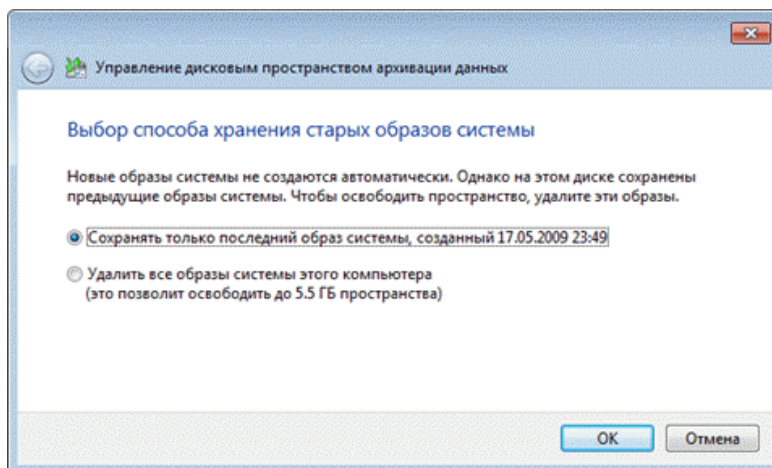 Управление дисковым пространством архивации данных
Выбор способа хранения старых образов системы
Новые образы системы не создаются автоматически. Однако на этом диске сохранены
предыдущие образы системы. Чтобы освободить пространство, удалите эти образы.
Сохранять только последний образ системы, созданный 17.05.2009 23:49
Удалить все образы системы этого компьютера
(это позволит освободить до 5.5 ГБ пространства)
ОК Отмена